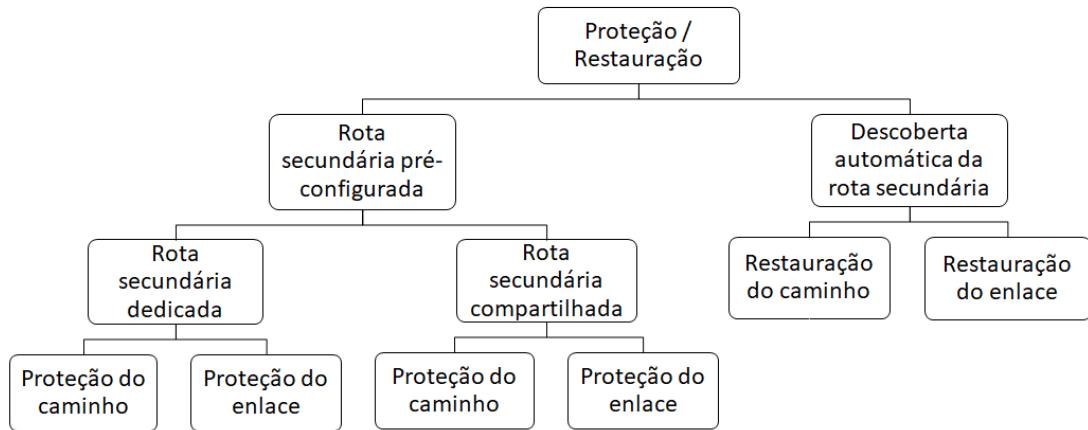 Proteção /
Restauração
Rota
secundária pré-
configurada
Descoberta
automática da
rota secundária
Rota
secundária
dedicada
Rota
secundária
compartilhada
Restauração
do caminho
Restauração
do enlace
Proteção do
caminho
Proteção do
enlace
Proteção do
caminho
Proteção do
enlace